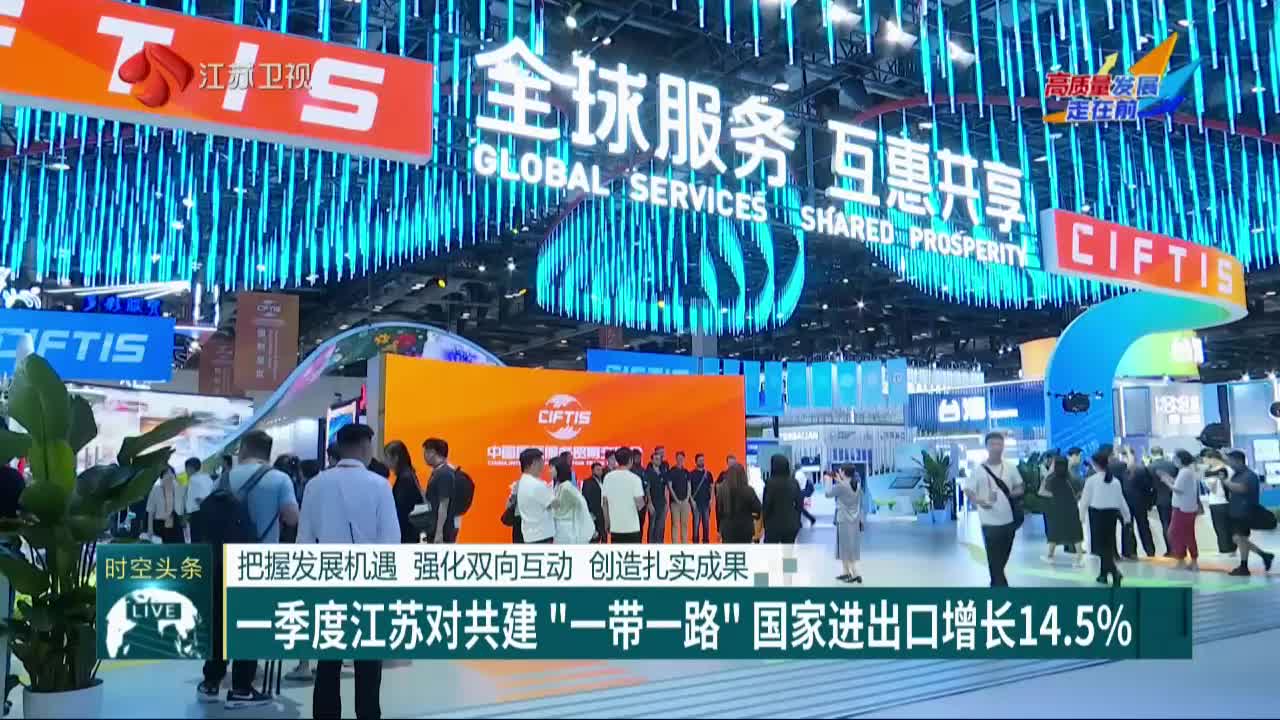 CIFTIS
江苏卫视
全球服务 互惠共享
GLOBAL SERVICES SHARED PROSPERITY
高质量发展
走在前
CIFTIS
CIFTIS
CIFTIS
CIFTIS
CIFTIS
时空头条
LIVE
把握发展机遇 强化双向互动 创造扎实成果
一季度江苏对共建"一带一路"国家进出口增长14.5%